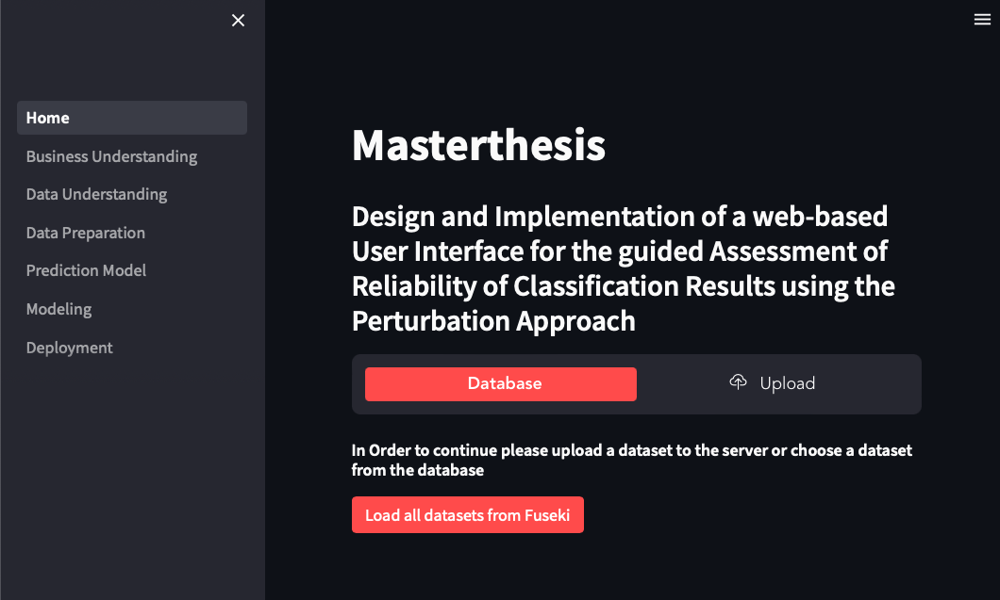 Home
Business Understanding
Data Understanding
Data Preparation
Prediction Model
Modeling
Deployment
Masterthesis
Design and Implementation of a web-based
User Interface for the guided Assessment of
Reliability of Classification Results using the
Perturbation Approach
Database
Upload
In Order to continue please upload a dataset to the server or choose a dataset
from the database
Load all datasets from Fuseki